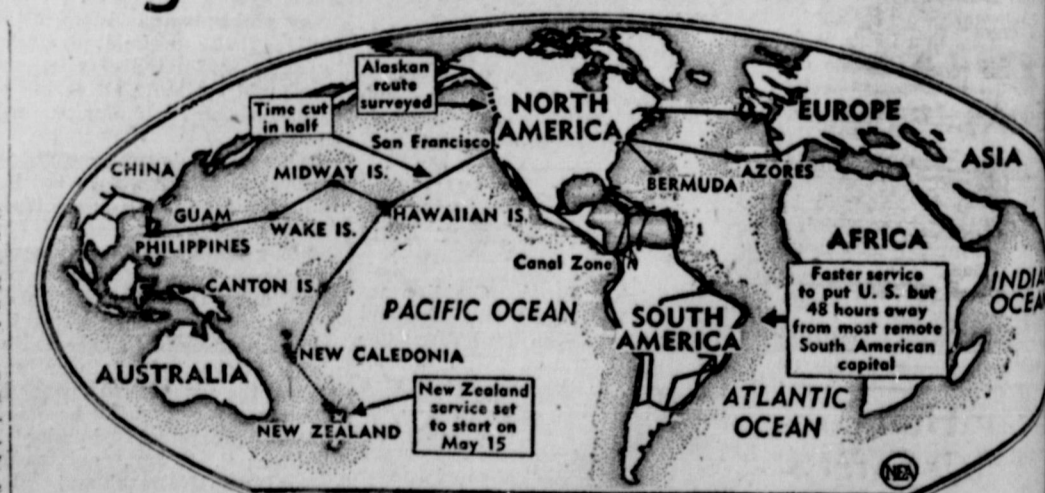 Alaskan
route
surveyed
Time cut
in half
San Francisco
NORTH
AMERICA
EUROPE
ASIA
CHINA
MIDWAY IS.
AZORES
BERMUDA
GUAM
WAKE IS.
HAWAIIAN IS.
PHILIPPINES
AFRICA
Canal Zone
CANTON IS.
PACIFIC OCEAN
Faster service
to put U. S. but
48 hours away
from most remote
South American
capital
SOUTH
AMERICA
NEW CALEDONIA
AUSTRALIA
New Zealand
service set
to start on
May 15
NEW ZEALAND
ATLANTIC
OCEAN
NEA